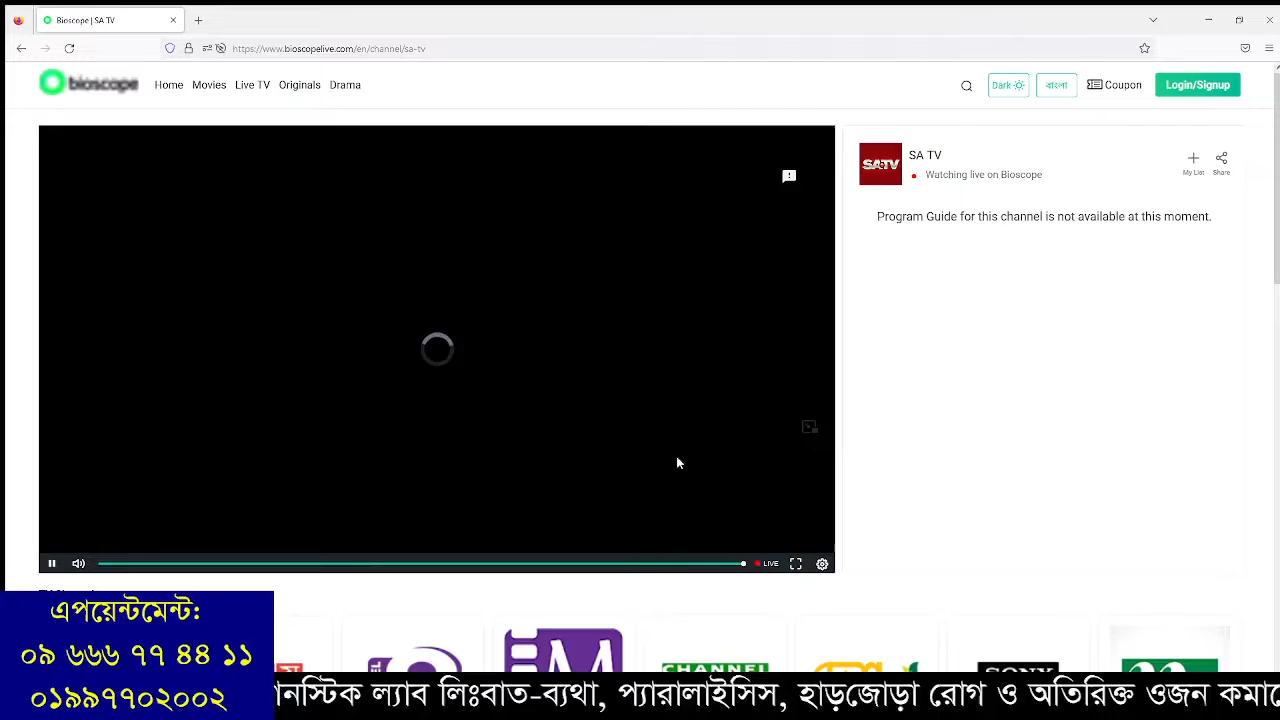 Bioscope | SA TV
https://www.bioscopelive.com/en/channel/sa-tv
bioscope
Home
Movies
Live TV
Originals
Drama
Dark
বাংলা
Coupon
Login/Signup
SATV
SA TV
Watching live on Bioscope
My List
Share
Program Guide for this channel is not available at this moment.
LIVE
CHANNEL
SONY
এপয়েন্টমেন্ট:
০৯ ৬৬৬ ৭৭ ৪৪ ১১
০১৯৯৭৭০২০০২
নস্টিক ল্যাব লিঃবাত-ব্যথা, প্যারালাইসিস, হাড়জোড়া রোগ ও অতিরিক্ত ওজন কমা